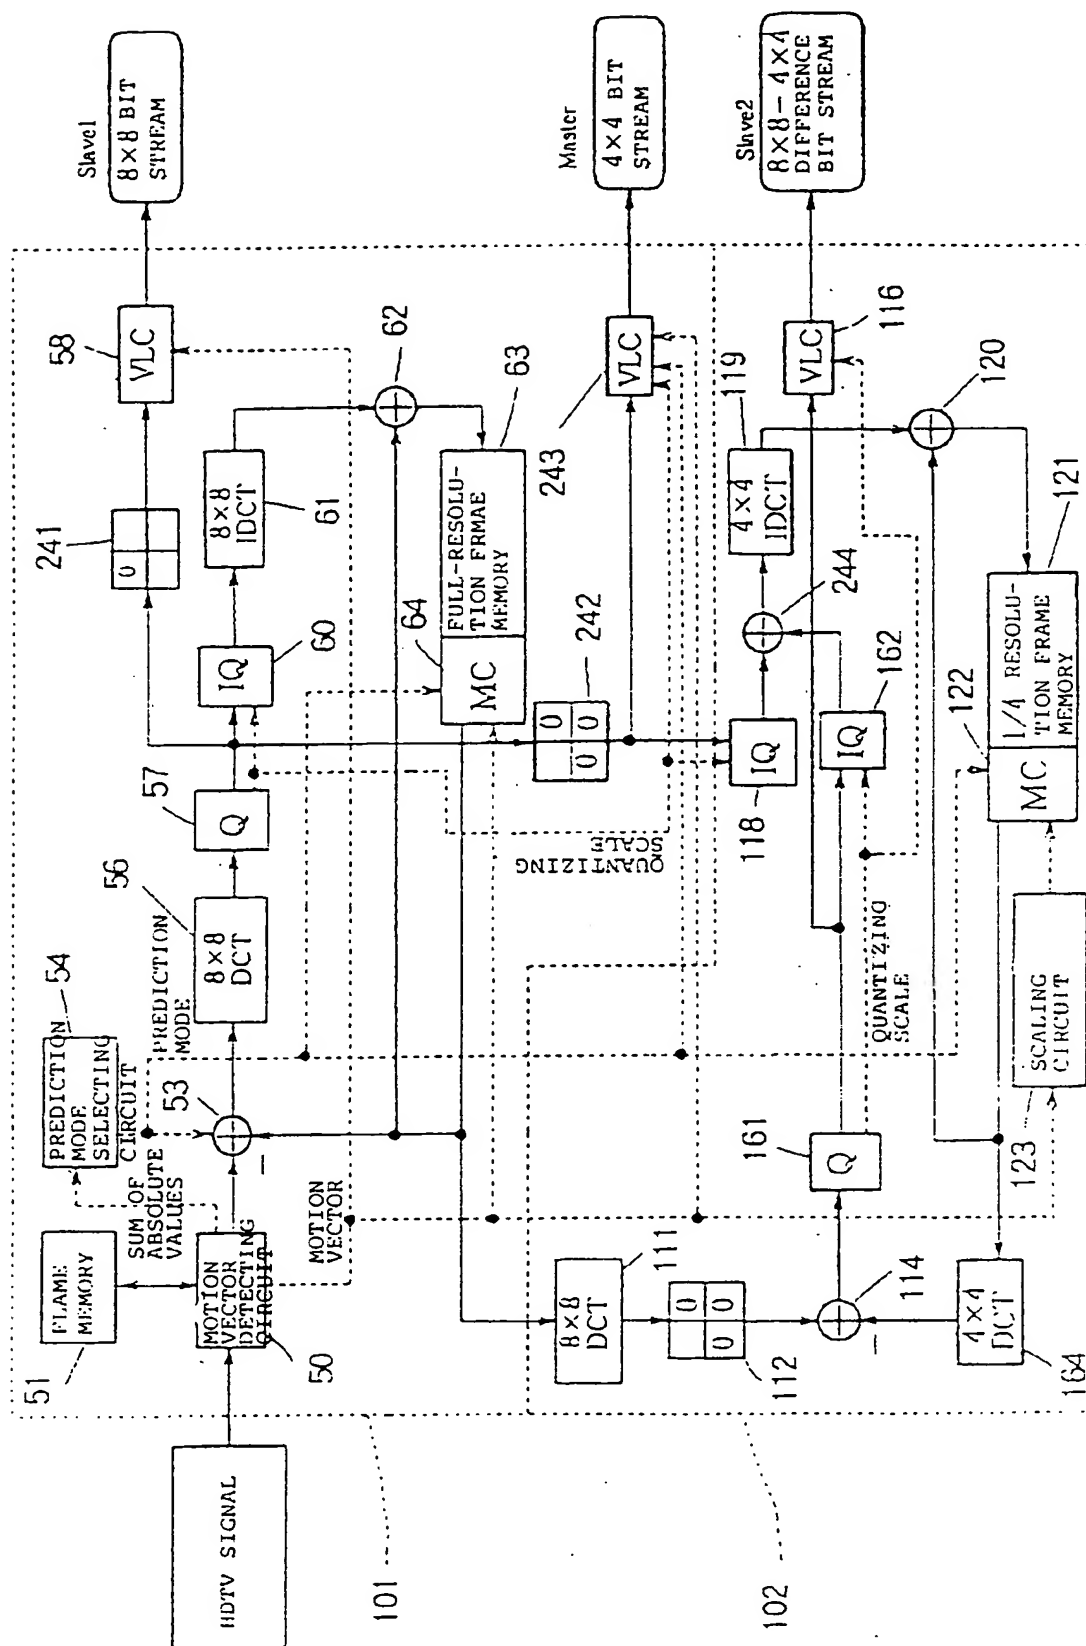 HDTV SIGNAL
101
102
51
FLAME
MEMORY
MOTION
VECTOR
DETECTING
CIRCUIT
50
SUM OF
ABSOLUTE
VALUES
MOTION
VECTOR
54
PREDICTION
MODE
SELECTING
CIRCUIT
53
−
PREDICTION
MODE
56
8×8
DCT
57
Q
IQ
60
241
0
58
VLC
Slave1
8×8 BIT
STREAM
8×8
IDCT
61
62
63
64
MC
FULL-RESOLU-
TION FRMAE
MEMORY
242
0
0
0
QUANTIZING
SCALE
243
VLC
Master
4×4 BIT
STREAM
8×8
DCT
111
0
0
0
112
114
−
4×4
DCT
164
161
Q
QUANTIZING
SCALE
118
IQ
IQ
162
244
119
4×4
IDCT
VLC
116
Slave2
8×8−4×4
DIFFERENCE
BIT STREAM
120
121
122
MC
1/4 RESOLU-
TION FRAME
MEMORY
SCALING
CIRCUIT
123